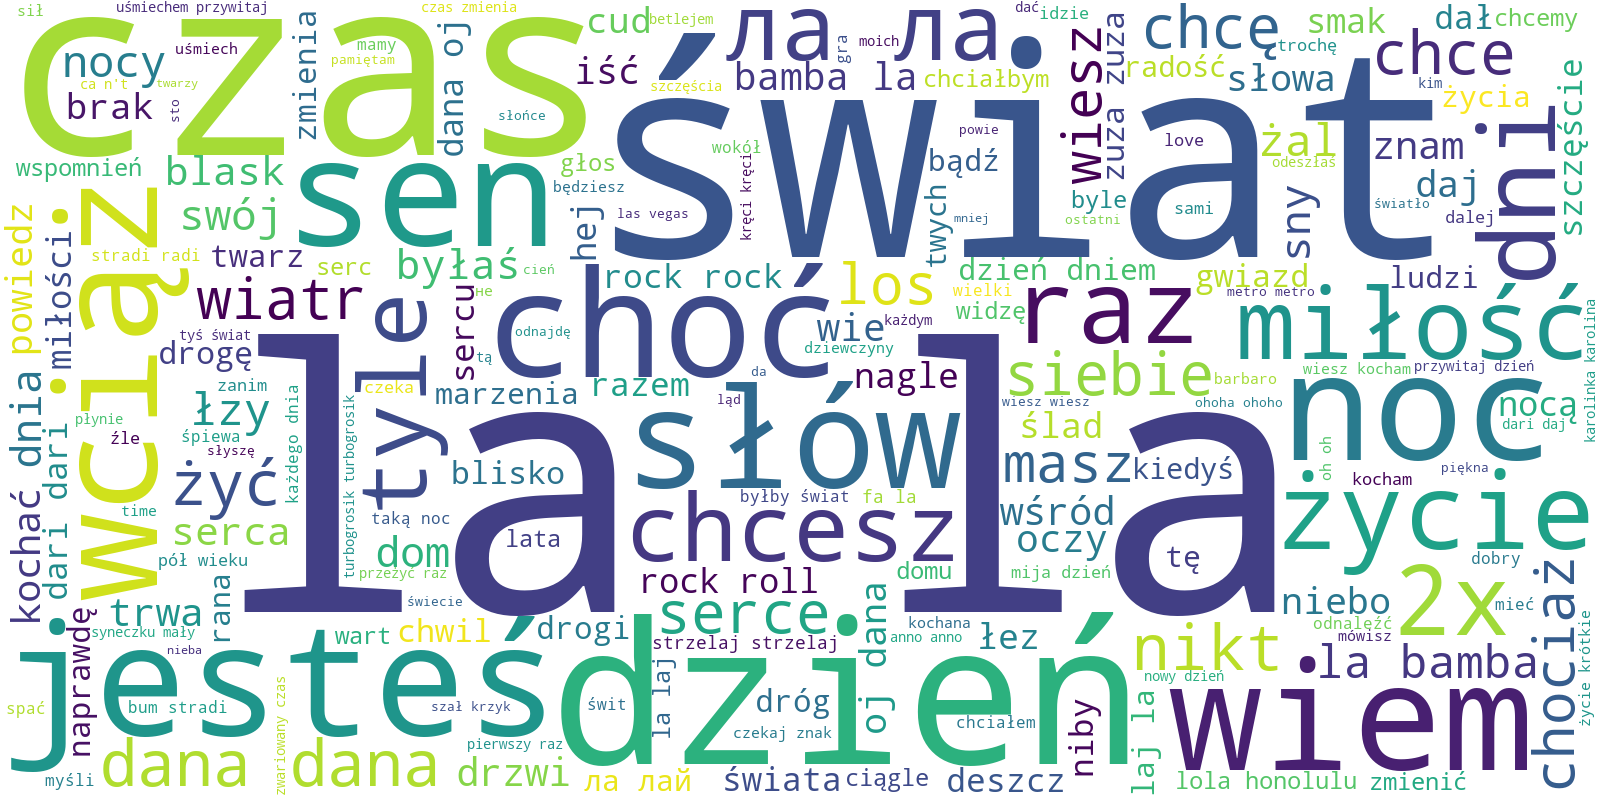 sił
uśmiechem przywitaj
czas
zmienia
czas zmienia
dana oj
mamy
pamiętam
cud
betlejem
ла ла
gra
moich
dać
idzie
chcę
smak
dał
chcemy
nocy
uśmiech
brak
ca n't
twarzy
sto
iść
szczęścia
bamba la
chciałbym
wiesz
zuza zuza
radość
trochę
słowa
chce
kim
życia
szczęście
świat
słońce
wokół
powie
love
żal
odeszłaś
znam
dni
wspomnień
blask
sen
głos
będziesz
kręci kręci
bądź
twych
mniej
byle
ostatni
sami
sny
daj
światło
dalej
swój
hej
las vegas
powiedz
miłości
wciąż
stradi radi
twarz
serc
byłaś
cień
rock rock
los
dzień dniem
wielki
widzę
gwiazd
metro metro
ludzi
wiatr
tyle
sercu
не
choć
odnajdę
wie
każdym
dziewczyny
raz
miłość
karolinka karolina
tyś świat
drogę
la la
tą
da
zanim
czeka
marzenia
razem
nagle
siebie
barbaro
wiesz kocham
przywitaj dzień
kochać dnia
dari dari
płynie
źle
łzy
śpiewa
słyszę
każdego dnia
turbogrosik turbogrosik
słów
ląd
wiesz wiesz
ślad
ohoha ohoho
noc
nocą
dari daj
żyć
blisko
masz
kiedyś
oh oh
piękna
kocham
time
serca
taką noc
byłby świat
fa la
chcesz
wśród
życie
pół wieku
dom
lata
oczy
tę
dobry
przeżyć raz
rock roll
domu
mija dzień
trwa
rana
świecie
serce
kochana
niebo
2x
mieć
chociaż
życie krótkie
naprawdę
syneczku mały
nieba
wart
chwil
drogi
strzelaj strzelaj
oj dana
anno anno
łez
nikt
odnaleźć
mówisz
la bamba
jesteś
dzień
la laj
nowy dzień
wiem
spać
bum stradi
zwariowany czas
szał krzyk
świt
dróg
czekaj znak
chciałem
niby
laj la
myśli
dana dana
pierwszy raz
drzwi
ла лай
świata
ciągle
deszcz
lola honolulu
zmienić